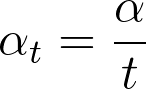 α_t = α/t